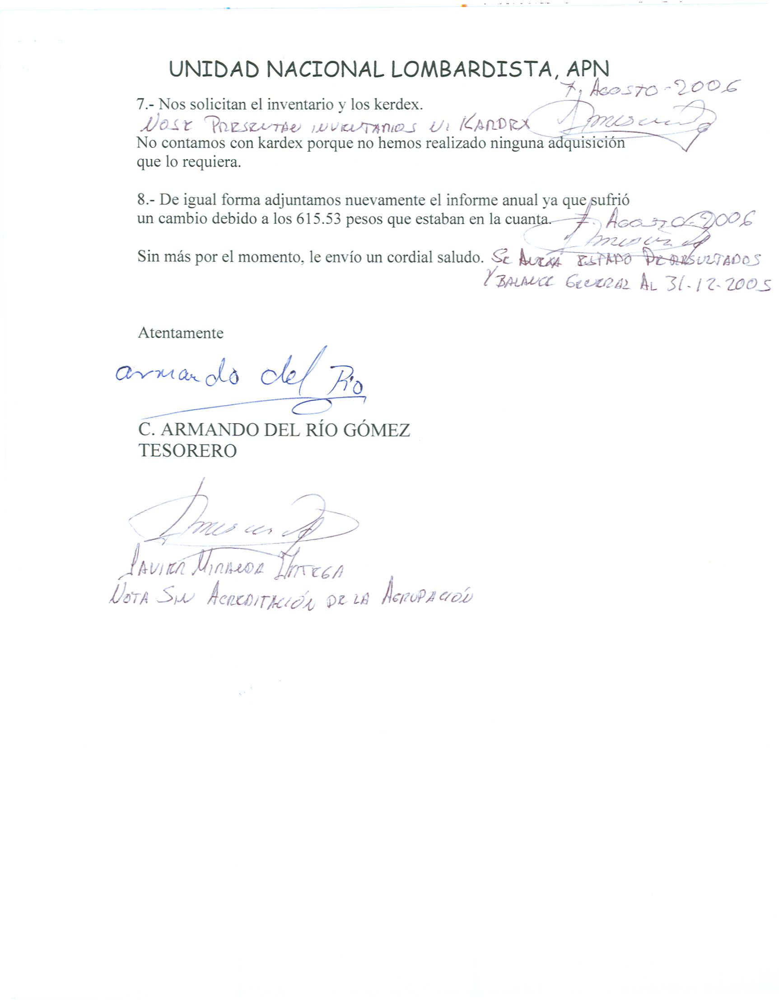 UNIDAD NACIONAL LOMBARDISTA, APN
7, AGOSTO-2006
7.- Nos solicitan el inventario y los kerdex.
NO SE PRESENTAN INVENTARIOS NI KARDEX
No contamos con kardex porque no hemos realizado ninguna adquisición
que lo requiera.
8.- De igual forma adjuntamos nuevamente el informe anual ya que sufrió
un cambio debido a los 615.53 pesos que estaban en la cuanta.
7. AGOSTO-2006
Sin más por el momento, le envío un cordial saludo. SE ANEXA ESTADO DE RESULTADOS
Y BALANCE GENERAL AL 31-12-2005
Atentamente
armando del Rio
C. ARMANDO DEL RÍO GÓMEZ
TESORERO
JAVIER MIRANDA ORTEGA
NOTA SIN ACREDITACIÓN DE LA AGRUPACIÓN